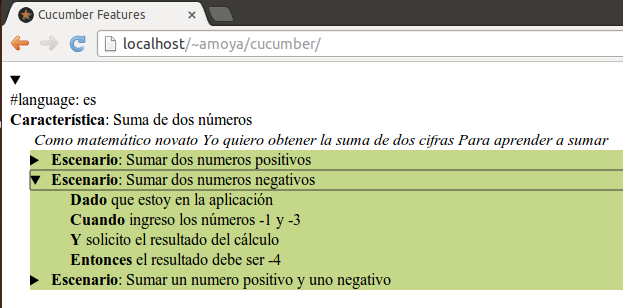 Cucumber Features
localhost/~amoya/cucumber/
#language: es
Característica: Suma de dos números
Como matemático novato Yo quiero obtener la suma de dos cifras Para aprender a sumar
Escenario: Sumar dos numeros positivos
Escenario: Sumar dos numeros negativos
Dado que estoy en la aplicación
Cuando ingreso los números -1 y -3
Y solicito el resultado del cálculo
Entonces el resultado debe ser -4
Escenario: Sumar un numero positivo y uno negativo